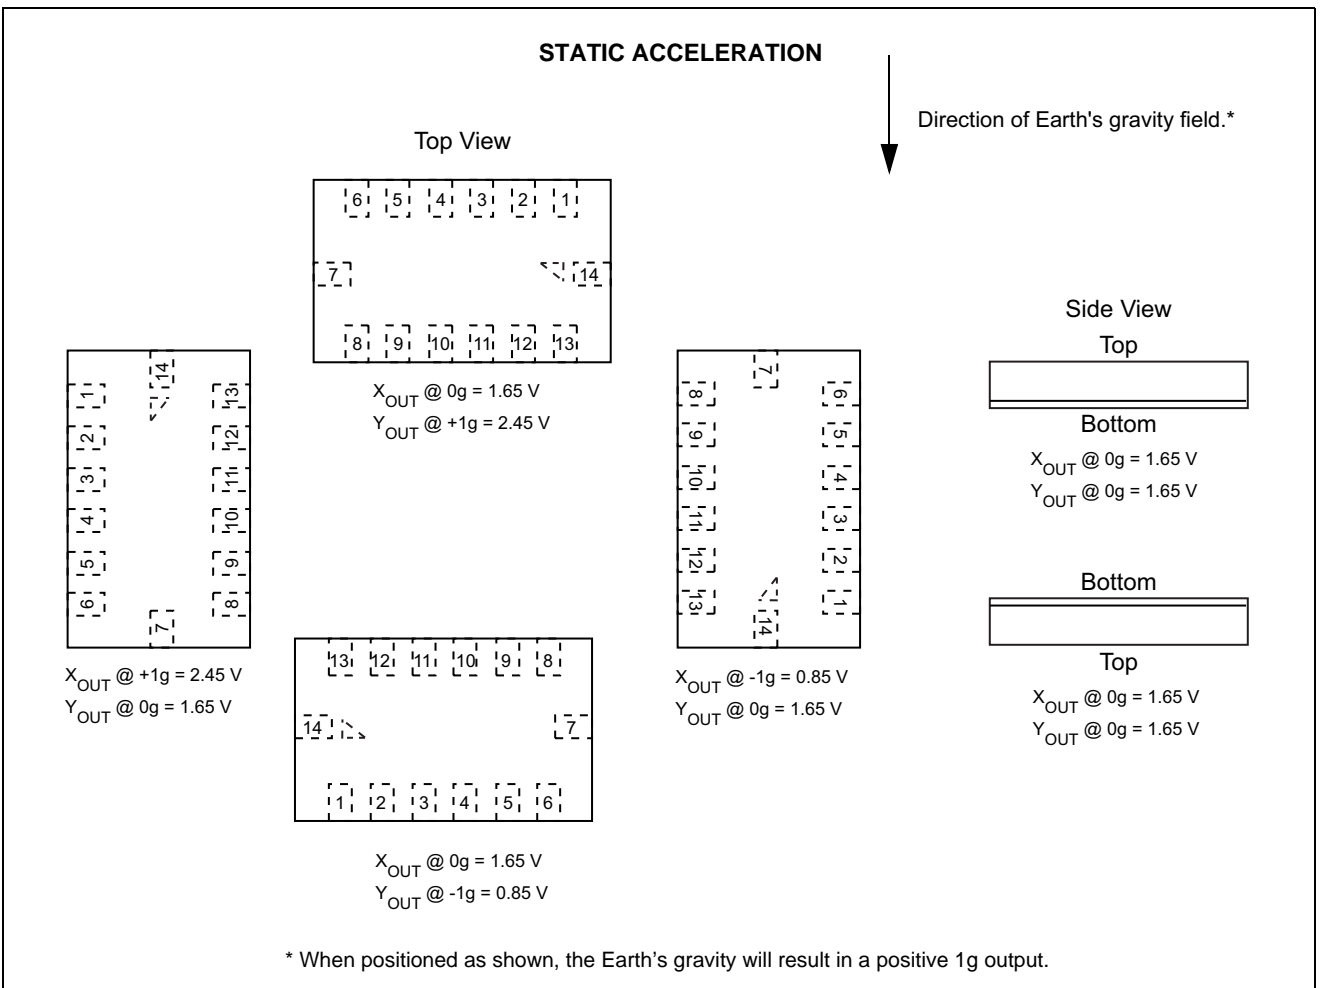 STATIC ACCELERATION
Direction of Earth's gravity field.*
Top View
6 5 4 3 2 1
7 14
8 9 10 11 12 13
XOUT @ 0g = 1.65 V
YOUT @ +1g = 2.45 V
14
1 13
2 12
3 11
4 10
5 9
6 8
7
XOUT @ +1g = 2.45 V
YOUT @ 0g = 1.65 V
7
8 6
9 5
10 4
11 3
12 2
13 1
14
XOUT @ -1g = 0.85 V
YOUT @ 0g = 1.65 V
13 12 11 10 9 8
14 7
1 2 3 4 5 6
XOUT @ 0g = 1.65 V
YOUT @ -1g = 0.85 V
Side View
Top
Bottom
XOUT @ 0g = 1.65 V
YOUT @ 0g = 1.65 V
Bottom
Top
XOUT @ 0g = 1.65 V
YOUT @ 0g = 1.65 V
* When positioned as shown, the Earth’s gravity will result in a positive 1g output.